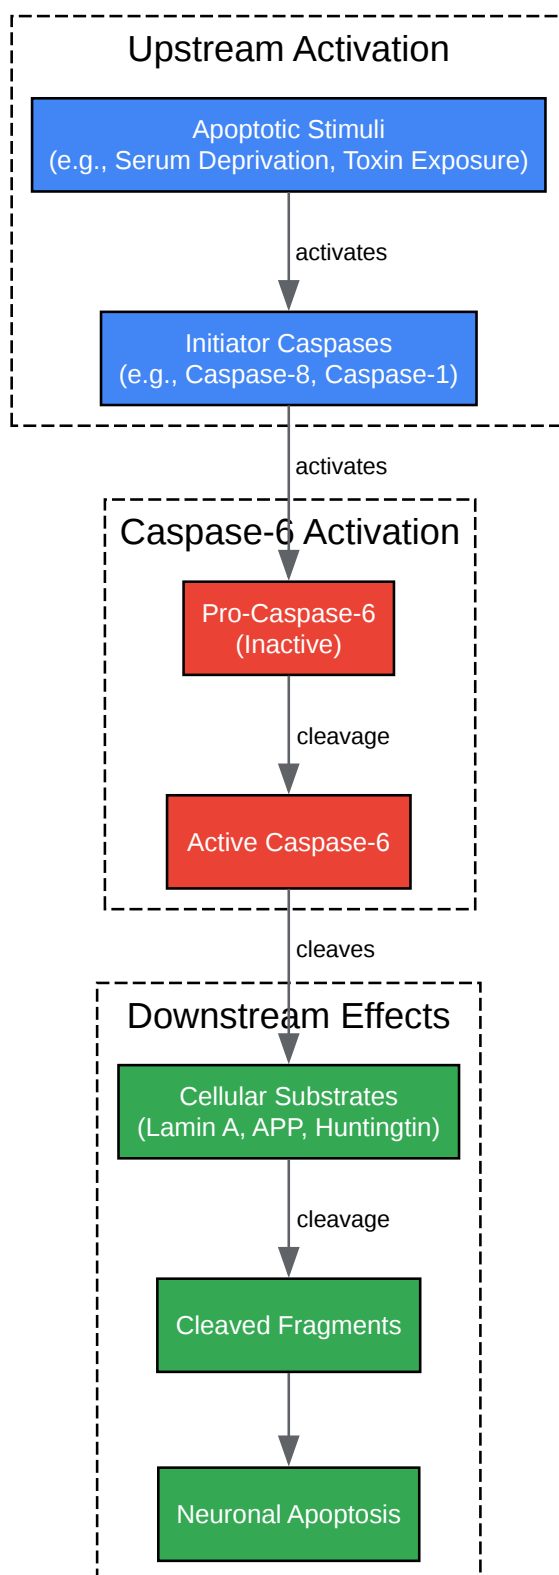 Upstream Activation
Apoptotic Stimuli
(e.g., Serum Deprivation, Toxin Exposure)
activates
Initiator Caspases
(e.g., Caspase-8, Caspase-1)
activates
Caspase-6 Activation
Pro-Caspase-6
(Inactive)
cleavage
Active Caspase-6
cleaves
Downstream Effects
Cellular Substrates
(Lamin A, APP, Huntingtin)
cleavage
Cleaved Fragments
Neuronal Apoptosis